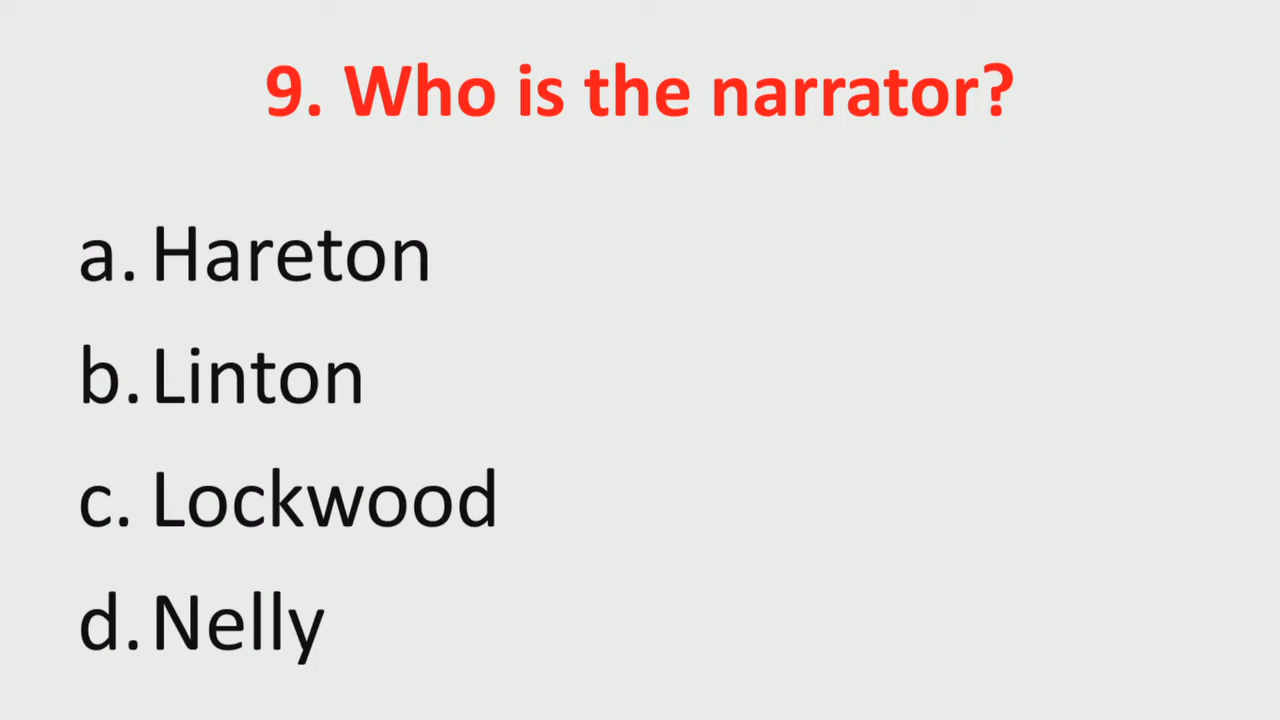 9. Who is the narrator?
a. Hareton
b. Linton
c. Lockwood
d. Nelly